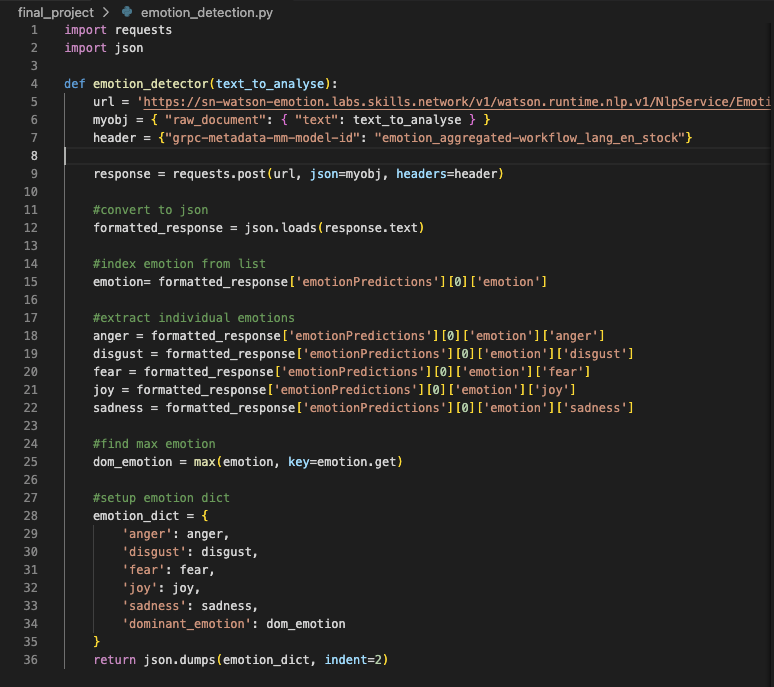 final_project > emotion_detection.py
1 import requests
2 import json
3
4 def emotion_detector(text_to_analyse):
5     url = 'https://sn-watson-emotion.labs.skills.network/v1/watson.runtime.nlp.v1/NlpService/Emoti
6     myobj = { "raw_document": { "text": text_to_analyse } }
7     header = {"grpc-metadata-mm-model-id": "emotion_aggregated-workflow_lang_en_stock"}
8
9     response = requests.post(url, json=myobj, headers=header)
10
11     #convert to json
12     formatted_response = json.loads(response.text)
13
14     #index emotion from list
15     emotion= formatted_response['emotionPredictions'][0]['emotion']
16
17     #extract individual emotions
18     anger = formatted_response['emotionPredictions'][0]['emotion']['anger']
19     disgust = formatted_response['emotionPredictions'][0]['emotion']['disgust']
20     fear = formatted_response['emotionPredictions'][0]['emotion']['fear']
21     joy = formatted_response['emotionPredictions'][0]['emotion']['joy']
22     sadness = formatted_response['emotionPredictions'][0]['emotion']['sadness']
23
24     #find max emotion
25     dom_emotion = max(emotion, key=emotion.get)
26
27     #setup emotion dict
28     emotion_dict = {
29         'anger': anger,
30         'disgust': disgust,
31         'fear': fear,
32         'joy': joy,
33         'sadness': sadness,
34         'dominant_emotion': dom_emotion
35     }
36     return json.dumps(emotion_dict, indent=2)